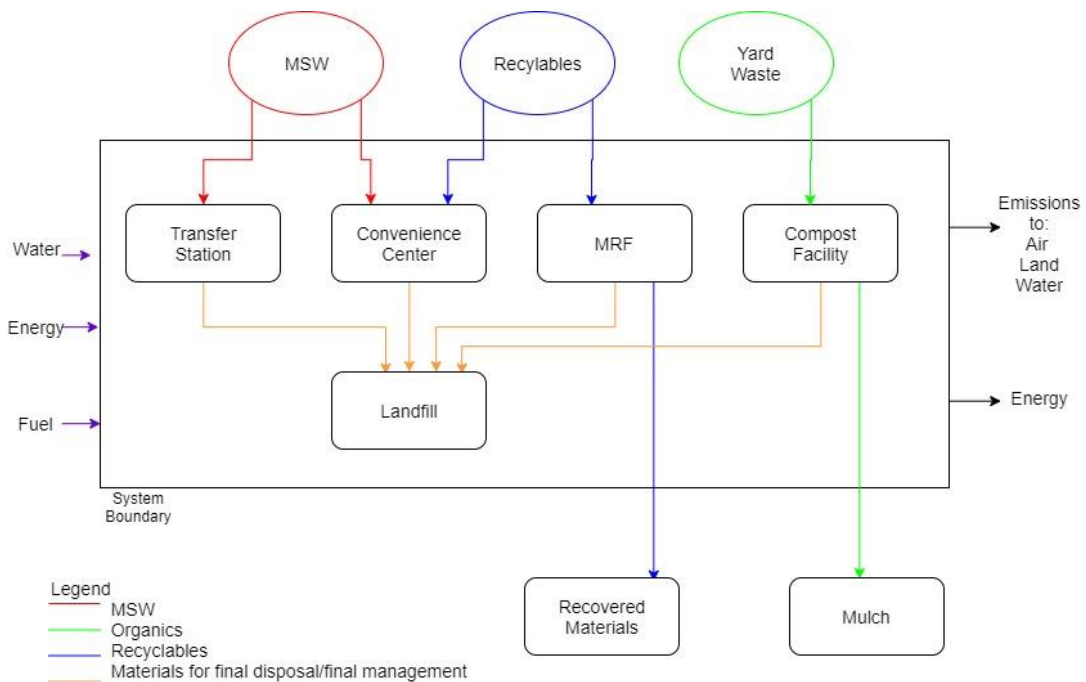 MSW
Recylables
Yard
Waste
Transfer
Station
Convenience
Center
MRF
Compost
Facility
Water
Energy
Fuel
Emissions
to:
Air
Land
Water
Energy
Landfill
System
Boundary
Recovered
Materials
Mulch
Legend
MSW
Organics
Recyclables
Materials for final disposal/final management